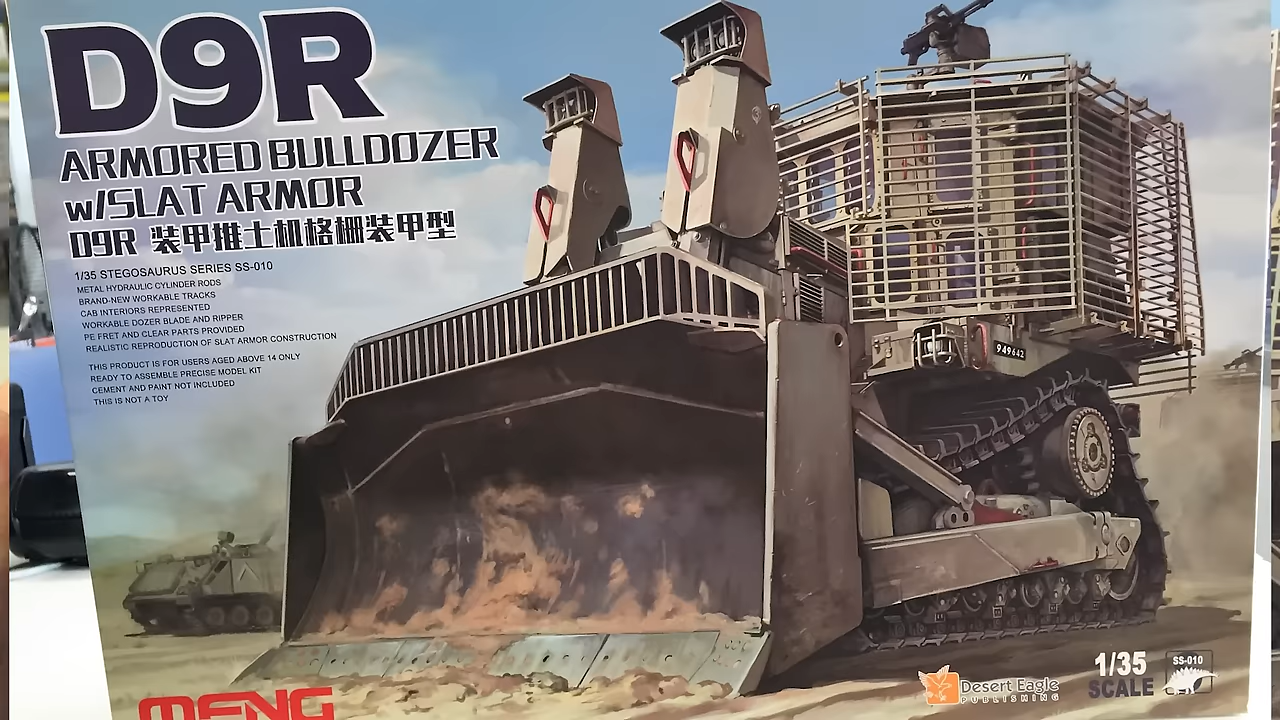 D9R
ARMORED BULLDOZER
w/SLAT ARMOR
D9R 装甲推土机格栅装甲型
1/35 STEGOSAURUS SERIES SS-010
METAL HYDRAULIC CYLINDER RODS
BRAND-NEW WORKABLE TRACKS
CAB INTERIORS REPRESENTED
WORKABLE DOZER BLADE AND RIPPER
PE FRET AND CLEAR PARTS PROVIDED
REALISTIC REPRODUCTION OF SLAT ARMOR CONSTRUCTION
THIS PRODUCT IS FOR USERS AGED ABOVE 14 ONLY
READY TO ASSEMBLE PRECISE MODEL KIT
CEMENT AND PAINT NOT INCLUDED
THIS IS NOT A TOY
949642
MENG
Desert Eagle
PUBLISHING
1/35
SCALE
SS-010